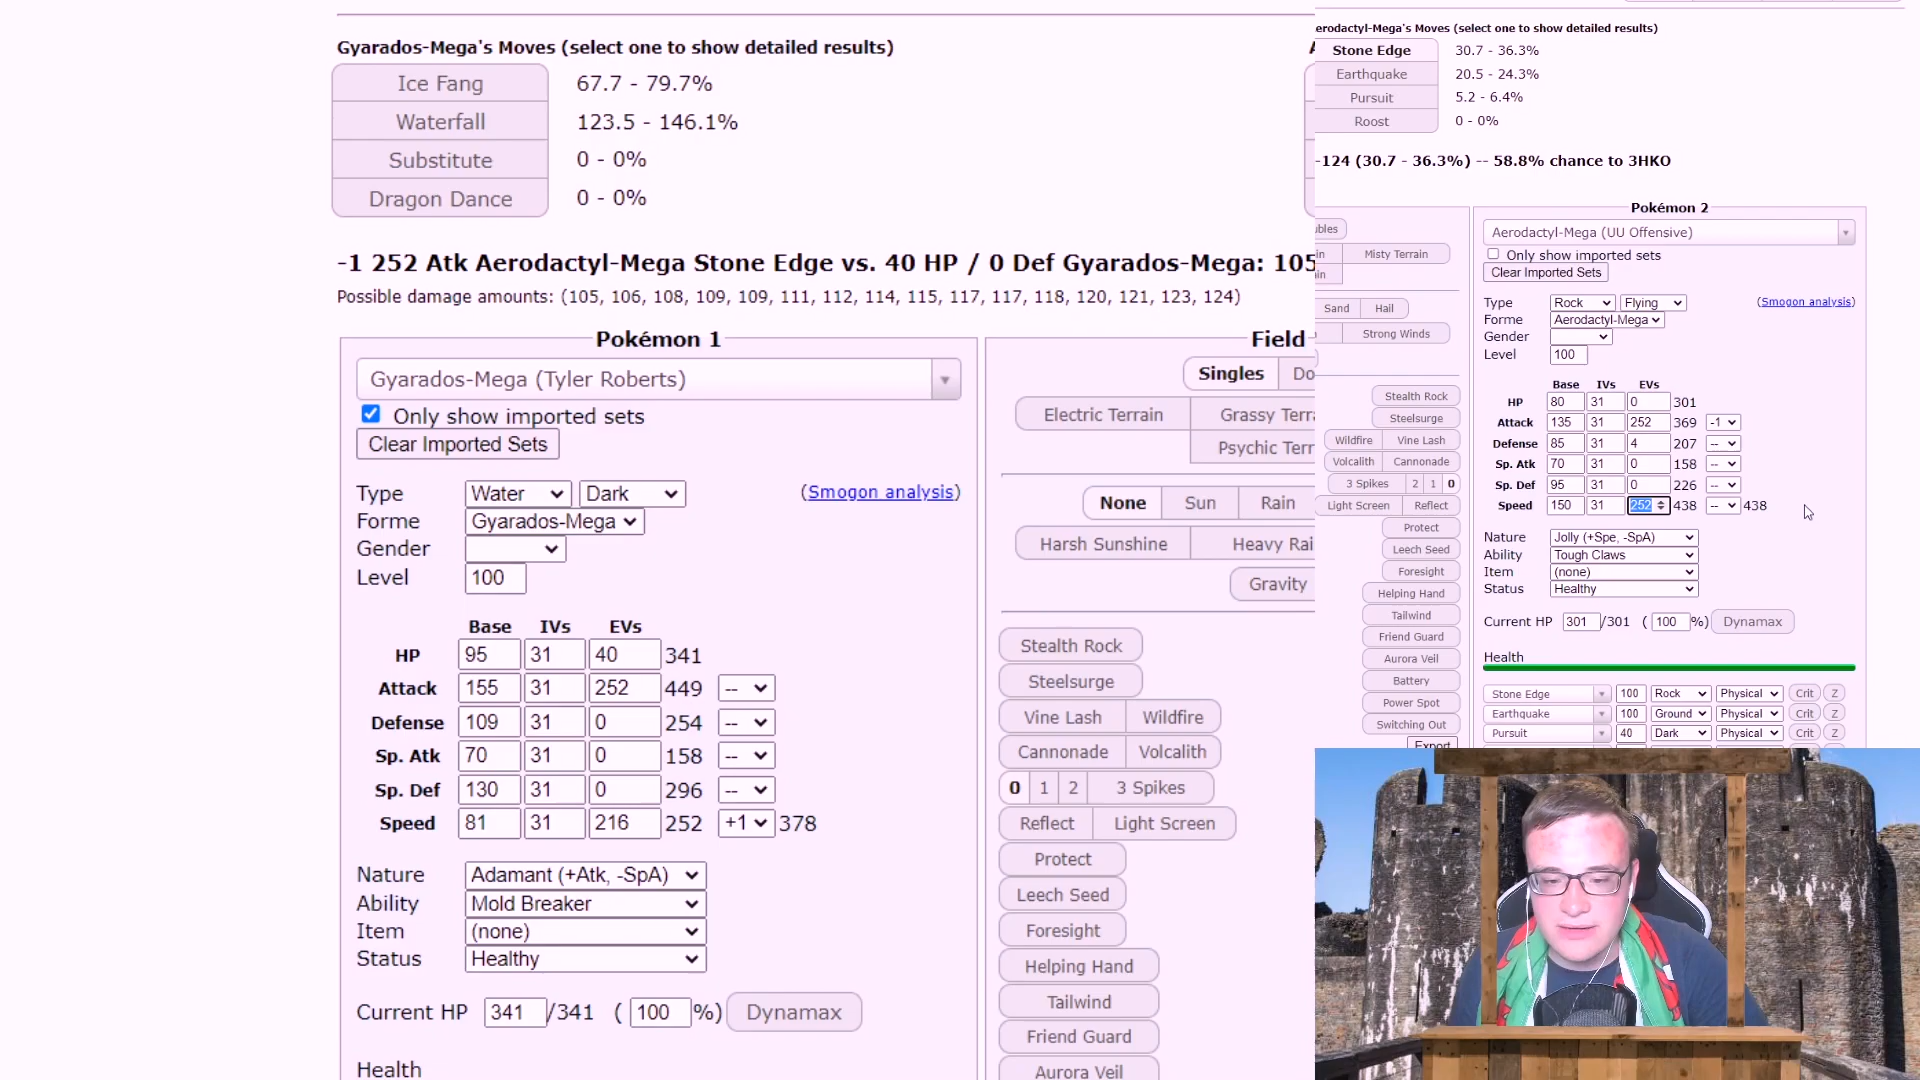 Gyarados-Mega's Moves (select one to show detailed results)
Ice Fang 67.7 - 79.7%
Waterfall 123.5 - 146.1%
Substitute 0 - 0%
Dragon Dance 0 - 0%
-1 252 Atk Aerodactyl-Mega Stone Edge vs. 40 HP / 0 Def Gyarados-Mega: 105
Possible damage amounts: (105, 106, 108, 109, 109, 111, 112, 114, 115, 117, 117, 118, 120, 121, 123, 124)
Pokémon 1
Gyarados-Mega (Tyler Roberts)
Only show imported sets
Clear Imported Sets
Type Water Dark (Smogon analysis)
Forme Gyarados-Mega
Gender
Level 100
Base IVs EVs
HP 95 31 40 341
Attack 155 31 252 449 --
Defense 109 31 0 254 --
Sp. Atk 70 31 0 158 --
Sp. Def 130 31 0 296 --
Speed 81 31 216 252 +1 378
Nature Adamant (+Atk, -SpA)
Ability Mold Breaker
Item (none)
Status Healthy
Current HP 341/341 ( 100 %) Dynamax
Health
Field
Singles Do
Electric Terrain Grassy Terra
Psychic Terr
None Sun Rain
Harsh Sunshine Heavy Rai
Gravity
Stealth Rock
Steelsurge
Vine Lash Wildfire
Cannonade Volcalith
0 1 2 3 Spikes
Reflect Light Screen
Protect
Leech Seed
Foresight
Helping Hand
Tailwind
Friend Guard
Aurora Veil
erodactyl-Mega's Moves (select one to show detailed results)
Stone Edge 30.7 - 36.3%
Earthquake 20.5 - 24.3%
Pursuit 5.2 - 6.4%
Roost 0 - 0%
-124 (30.7 - 36.3%) -- 58.8% chance to 3HKO
ubles
in Misty Terrain
in
Sand Hail
Strong Winds
Stealth Rock
Steelsurge
Wildfire Vine Lash
Volcalith Cannonade
3 Spikes 2 1 0
Light Screen Reflect
Protect
Leech Seed
Foresight
Helping Hand
Tailwind
Friend Guard
Aurora Veil
Battery
Power Spot
Switching Out
Export
Pokémon 2
Aerodactyl-Mega (UU Offensive)
Only show imported sets
Clear Imported Sets
Type Rock Flying (Smogon analysis)
Forme Aerodactyl-Mega
Gender
Level 100
Base IVs EVs
HP 80 31 0 301
Attack 135 31 252 369 -1
Defense 85 31 4 207 --
Sp. Atk 70 31 0 158 --
Sp. Def 95 31 0 226 --
Speed 150 31 252 438 -- 438
Nature Jolly (+Spe, -SpA)
Ability Tough Claws
Item (none)
Status Healthy
Current HP 301/301 ( 100 %) Dynamax
Health
Stone Edge 100 Rock Physical Crit Z
Earthquake 100 Ground Physical Crit Z
Pursuit 40 Dark Physical Crit Z